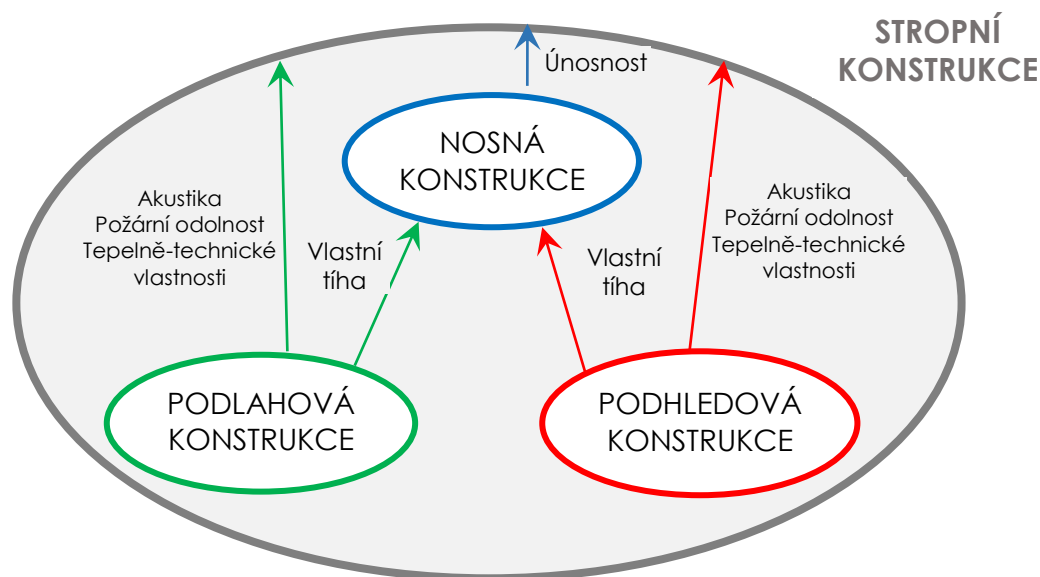 STROPNÍ
KONSTRUKCE
Únosnost
NOSNÁ
KONSTRUKCE
Akustika
Požární odolnost
Tepelně-technické
vlastnosti
Vlastní
tíha
Vlastní
tíha
Akustika
Požární odolnost
Tepelně-technické
vlastnosti
PODLAHOVÁ
KONSTRUKCE
PODHLEDOVÁ
KONSTRUKCE